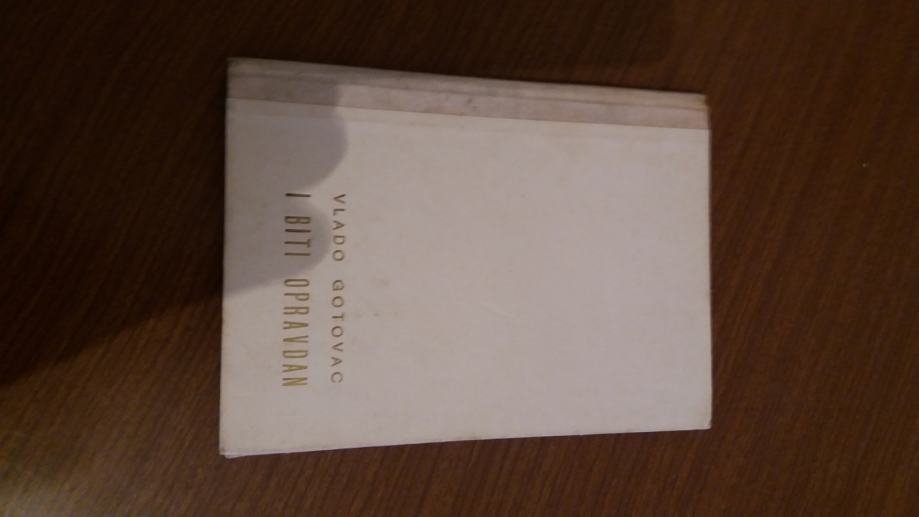 VLADO GOTOVAC
I BITI OPRAVDAN